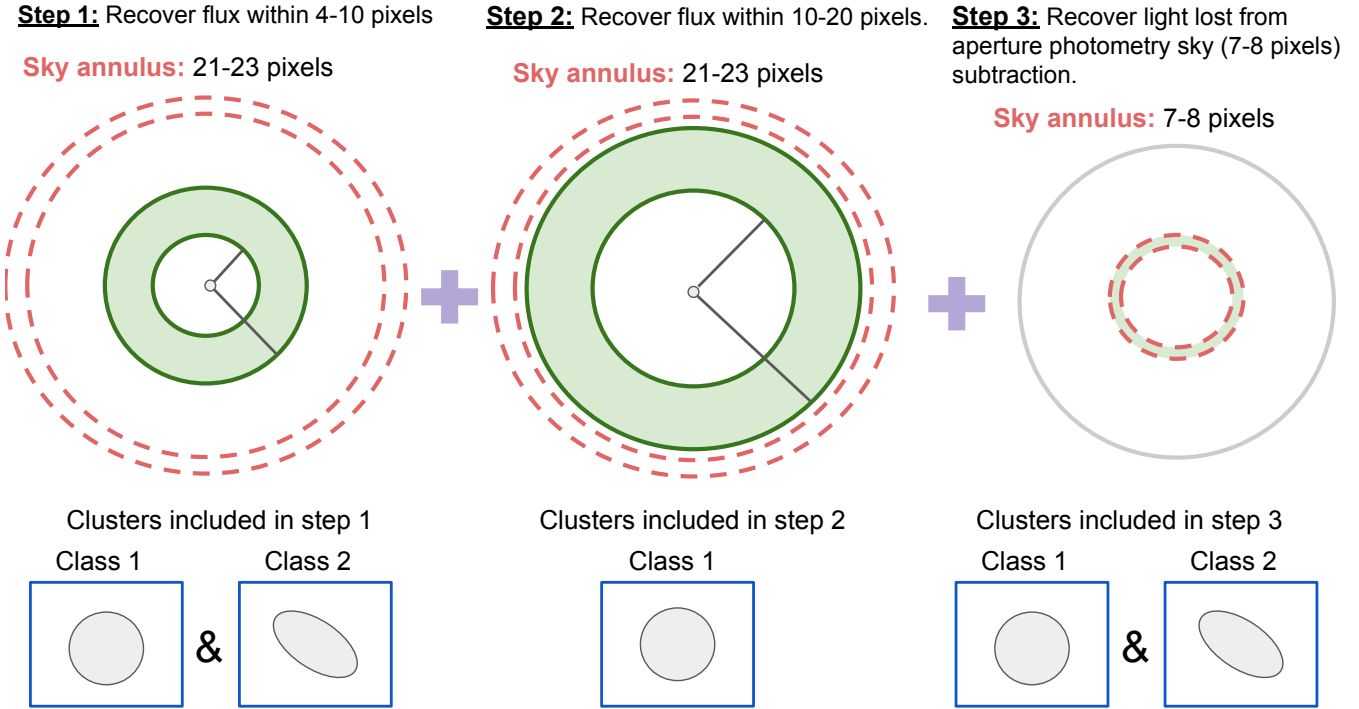 Step 1: Recover flux within 4-10 pixels
Sky annulus: 21-23 pixels
Step 2: Recover flux within 10-20 pixels.
Sky annulus: 21-23 pixels
Step 3: Recover light lost from
aperture photometry sky (7-8 pixels)
subtraction.
Sky annulus: 7-8 pixels
Clusters included in step 1
Class 1
Class 2
&
Clusters included in step 2
Class 1
Clusters included in step 3
Class 1
Class 2
&